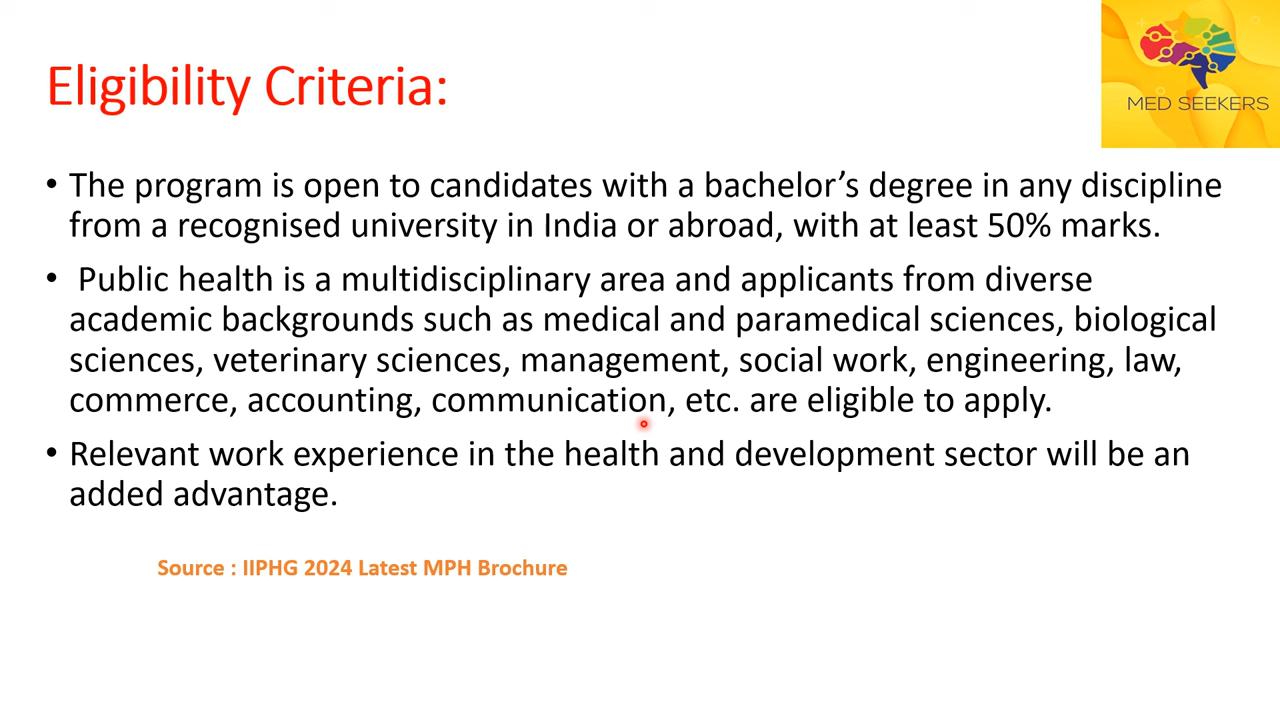 MED SEEKERS
Eligibility Criteria:
• The program is open to candidates with a bachelor’s degree in any discipline
from a recognised university in India or abroad, with at least 50% marks.
• Public health is a multidisciplinary area and applicants from diverse
academic backgrounds such as medical and paramedical sciences, biological
sciences, veterinary sciences, management, social work, engineering, law,
commerce, accounting, communication, etc. are eligible to apply.
• Relevant work experience in the health and development sector will be an
added advantage.
Source : IIPHG 2024 Latest MPH Brochure